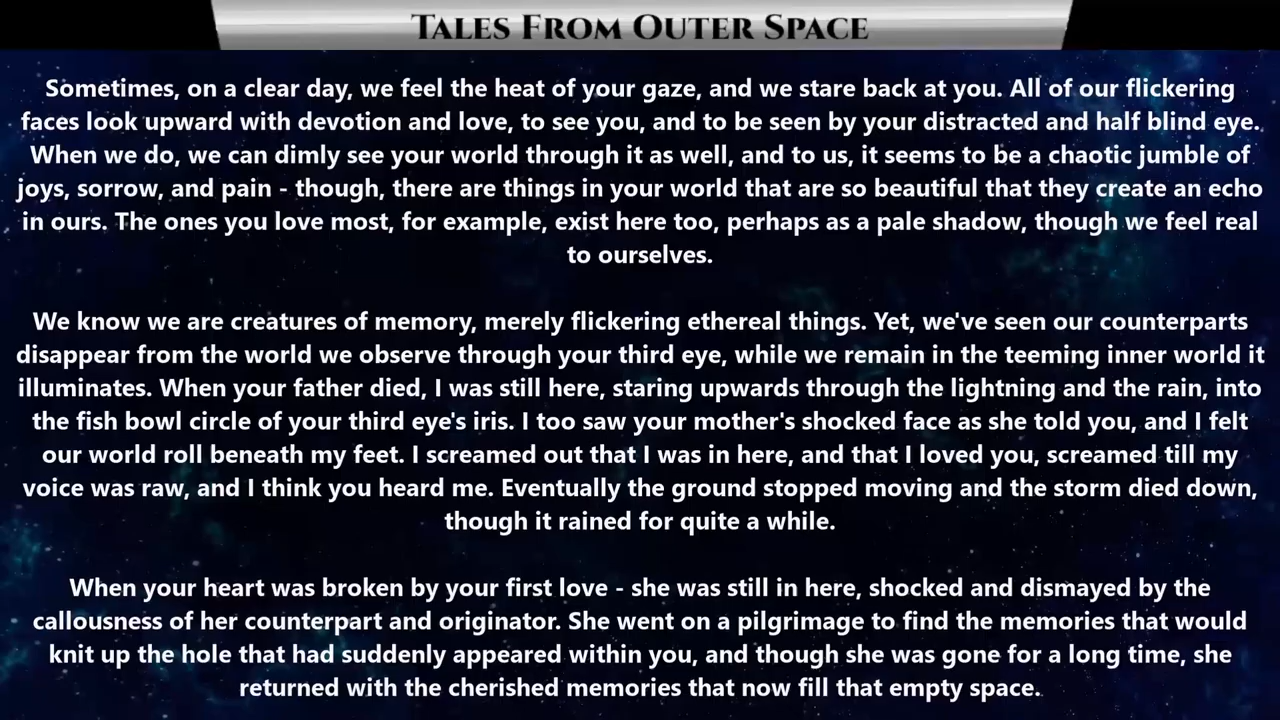 Tales From Outer Space
Sometimes, on a clear day, we feel the heat of your gaze, and we stare back at you. All of our flickering
faces look upward with devotion and love, to see you, and to be seen by your distracted and half blind eye.
When we do, we can dimly see your world through it as well, and to us, it seems to be a chaotic jumble of
joys, sorrow, and pain - though, there are things in your world that are so beautiful that they create an echo
in ours. The ones you love most, for example, exist here too, perhaps as a pale shadow, though we feel real
to ourselves.
We know we are creatures of memory, merely flickering ethereal things. Yet, we've seen our counterparts
disappear from the world we observe through your third eye, while we remain in the teeming inner world it
illuminates. When your father died, I was still here, staring upwards through the lightning and the rain, into
the fish bowl circle of your third eye's iris. I too saw your mother's shocked face as she told you, and I felt
our world roll beneath my feet. I screamed out that I was in here, and that I loved you, screamed till my
voice was raw, and I think you heard me. Eventually the ground stopped moving and the storm died down,
though it rained for quite a while.
When your heart was broken by your first love - she was still in here, shocked and dismayed by the
callousness of her counterpart and originator. She went on a pilgrimage to find the memories that would
knit up the hole that had suddenly appeared within you, and though she was gone for a long time, she
returned with the cherished memories that now fill that empty space.